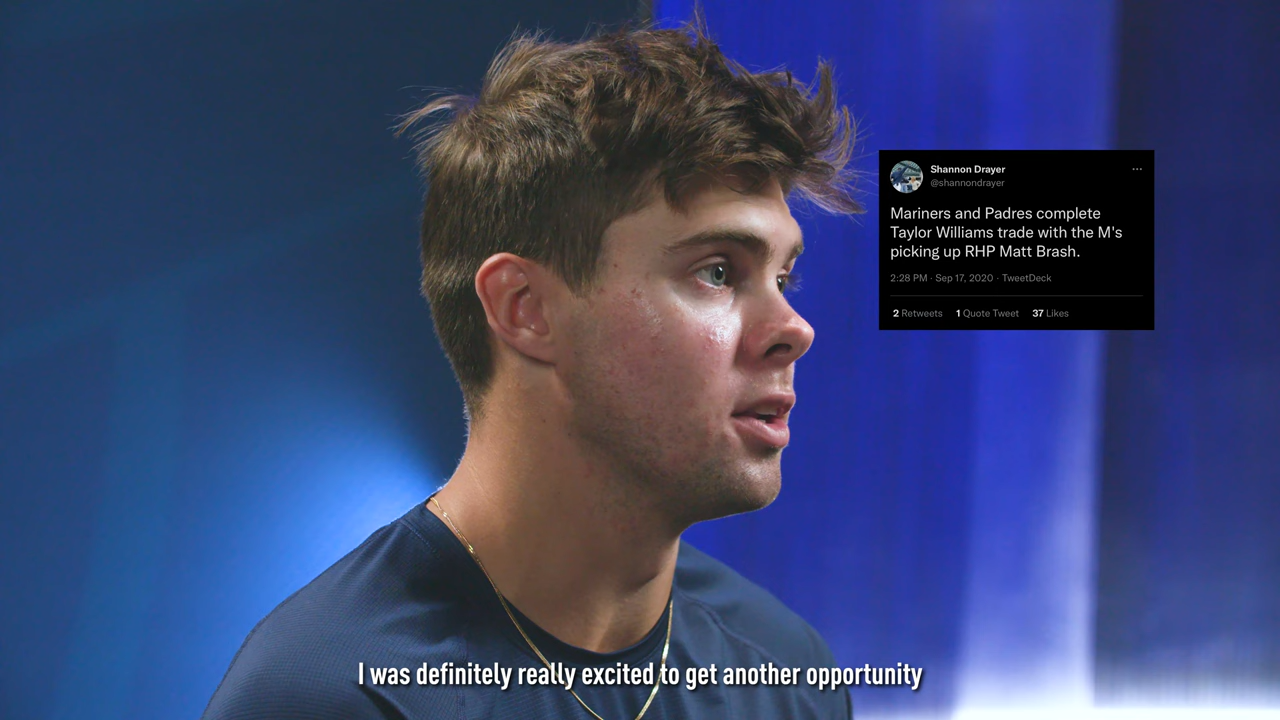 Shannon Drayer
@shannondrayer
Mariners and Padres complete
Taylor Williams trade with the M's
picking up RHP Matt Brash.
2:28 PM · Sep 17, 2020 · TweetDeck
2 Retweets 1 Quote Tweet 37 Likes
I was definitely really excited to get another opportunity